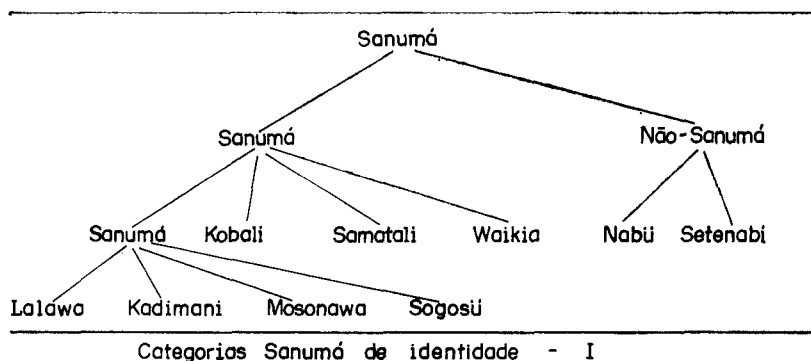 Sanumá
Sanumá Não-Sanumá
Sanumá Kobali Samatali Waikia Nabü Setenabi
Lalawa Kadimani Mosonawa Sogosü
Categorias Sanumá de identidade - I